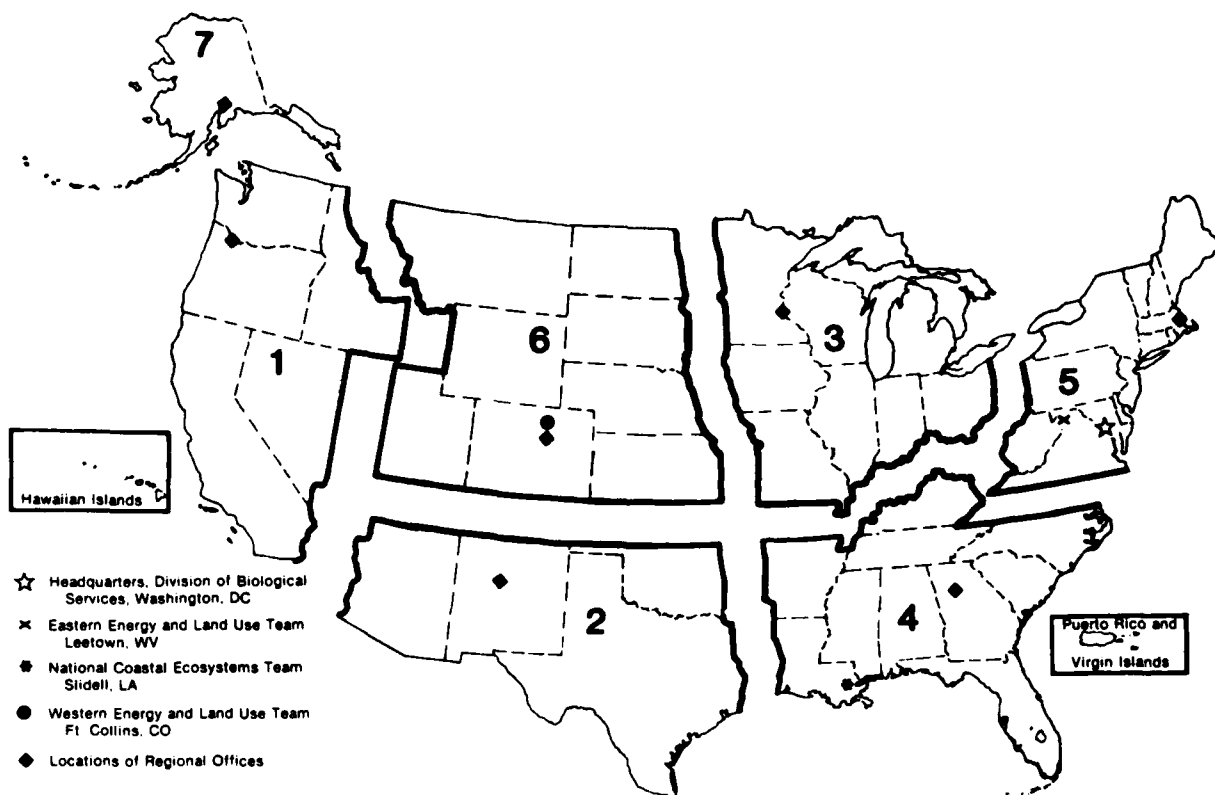 7
1
6
3
5
2
4
Hawaiian Islands
Puerto Rico and
Virgin Islands
Headquarters, Division of Biological
Services, Washington, DC
Eastern Energy and Land Use Team
Leetown, WV
National Coastal Ecosystems Team
Slidell, LA
Western Energy and Land Use Team
Ft. Collins, CO
Locations of Regional Offices